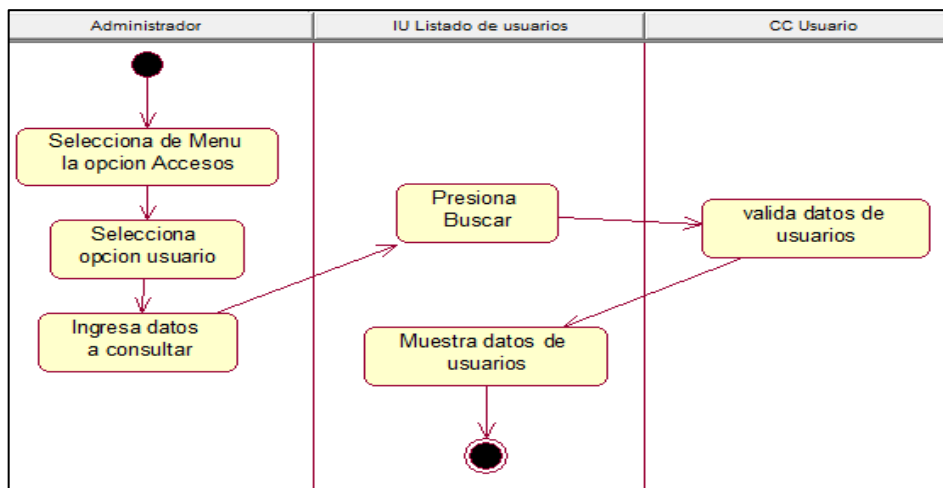 Administrador
IU Listado de usuarios
CC Usuario
Selecciona de Menu
la opcion Accesos
Selecciona
opcion usuario
Ingresa datos
a consultar
Presiona
Buscar
valida datos de
usuarios
Muestra datos de
usuarios